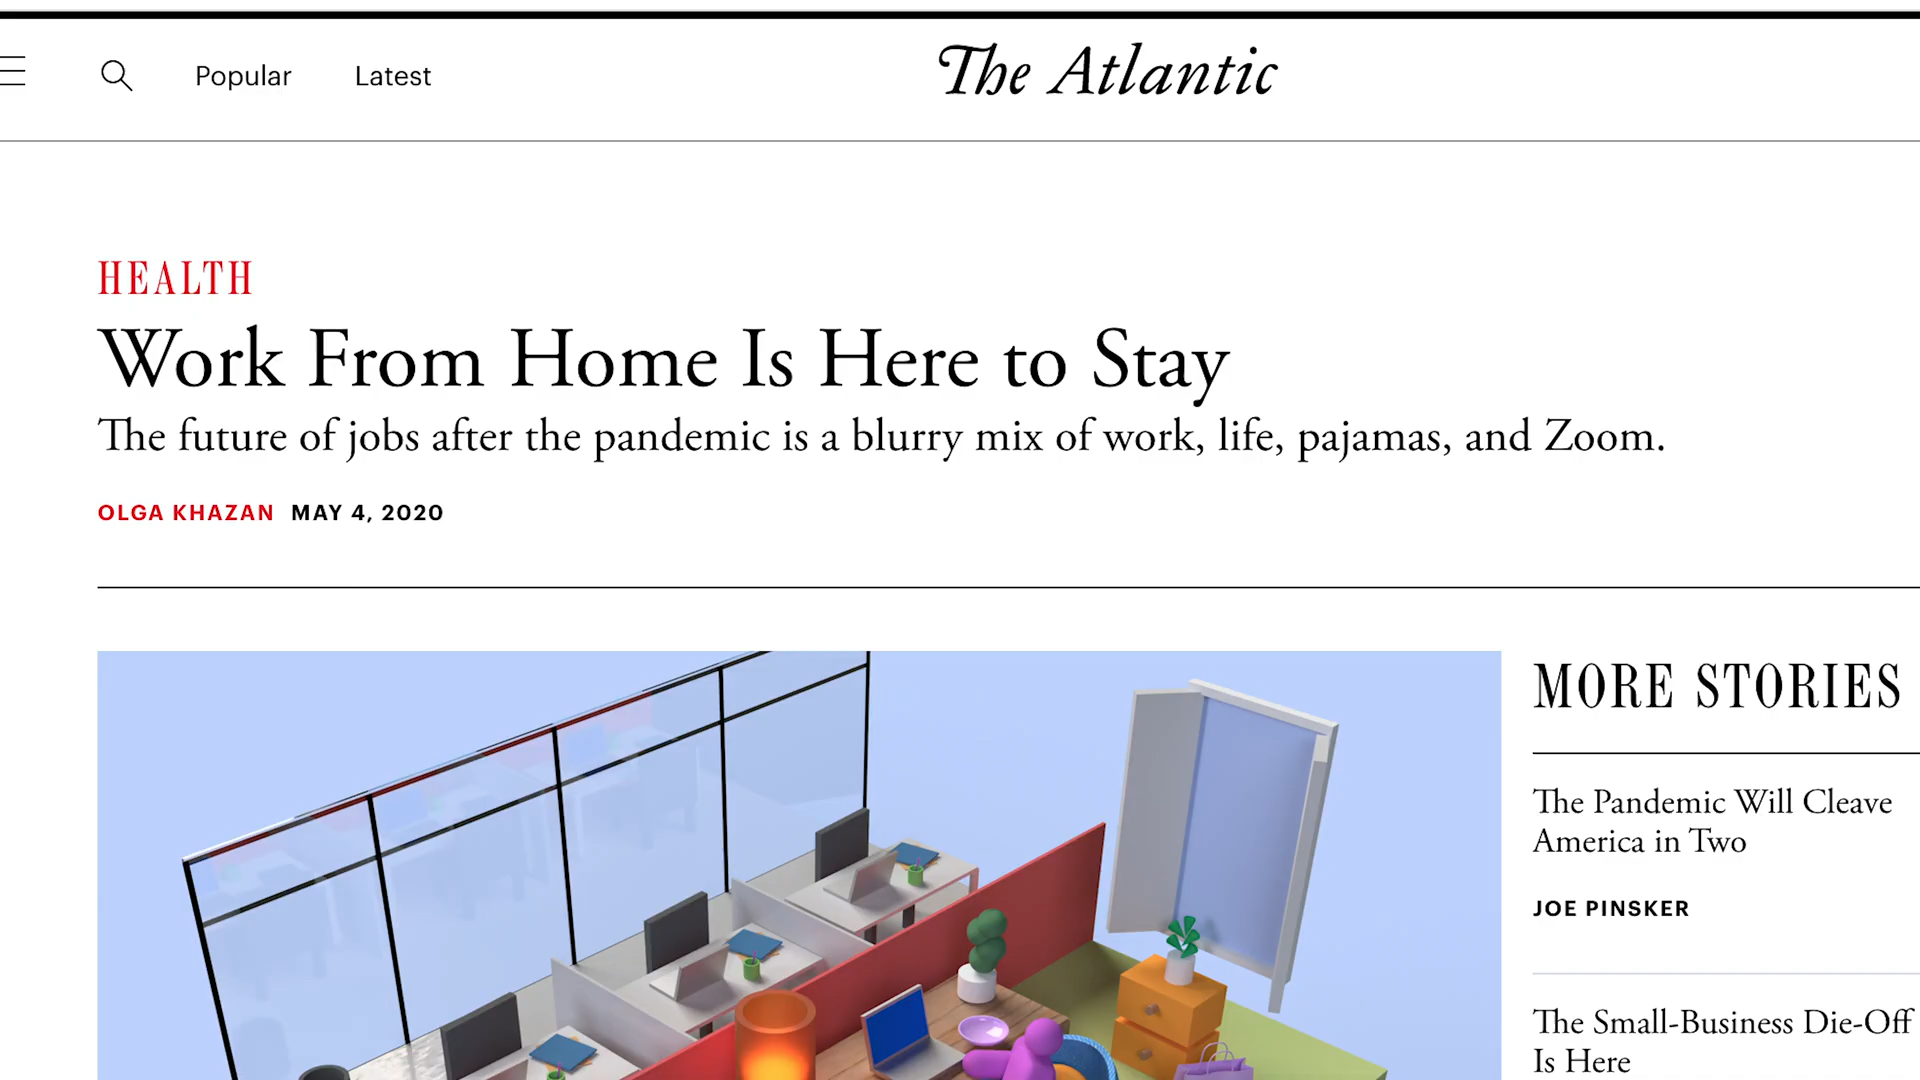 Popular
Latest
The Atlantic
HEALTH
Work From Home Is Here to Stay
The future of jobs after the pandemic is a blurry mix of work, life, pajamas, and Zoom.
OLGA KHAZAN MAY 4, 2020
MORE STORIES
The Pandemic Will Cleave
America in Two
JOE PINSKER
The Small-Business Die-Off
Is Here